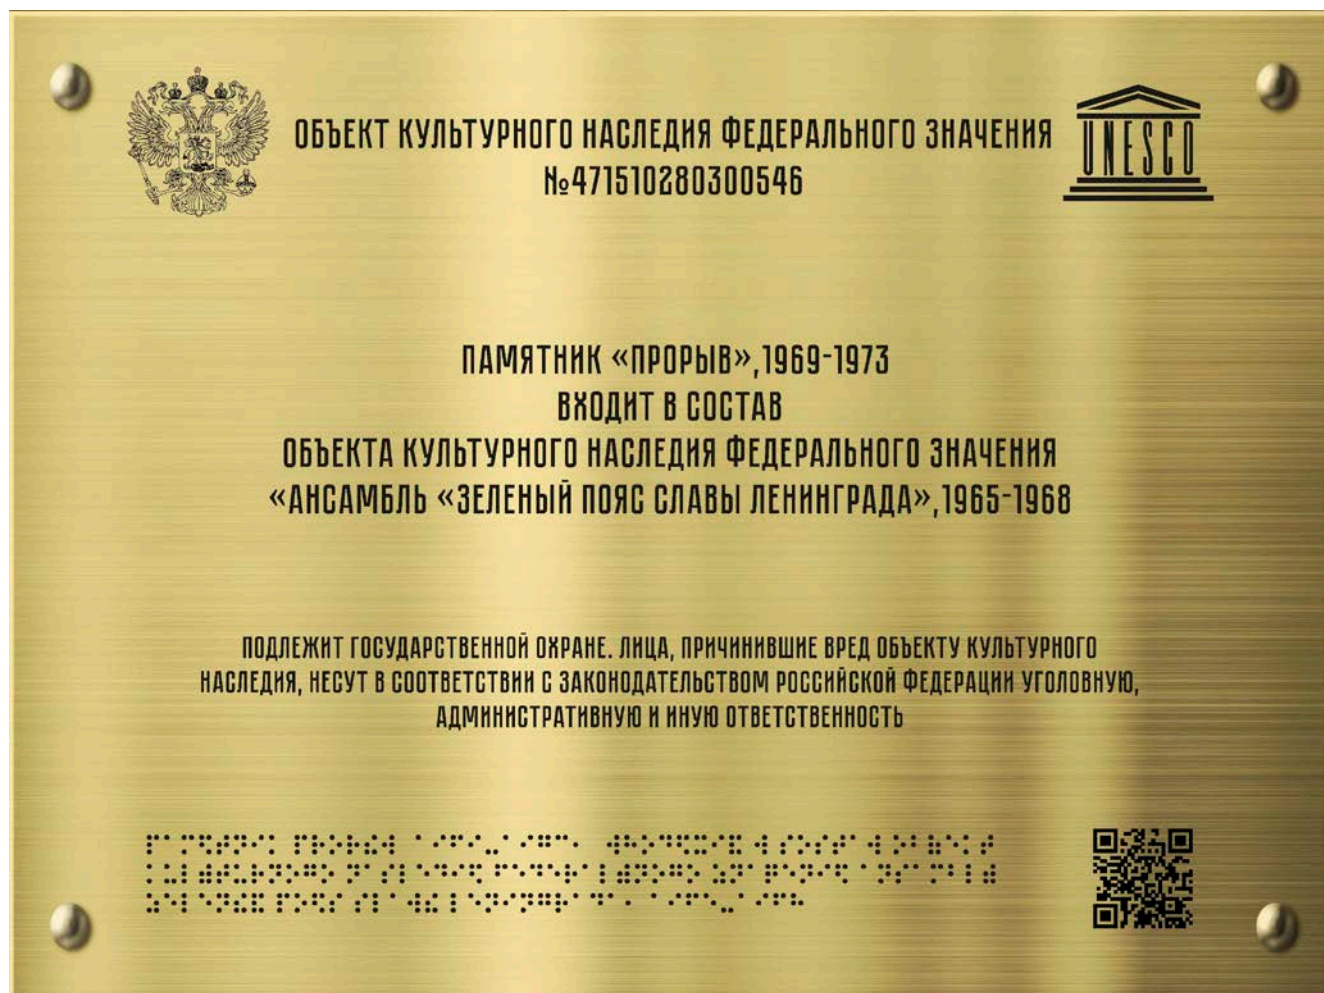 ОБЪЕКТ КУЛЬТУРНОГО НАСЛЕДИЯ ФЕДЕРАЛЬНОГО ЗНАЧЕНИЯ
№471510280300546
UNESCO
ПАМЯТНИК «ПРОРЫВ»,1969-1973
ВХОДИТ В СОСТАВ
ОБЪЕКТА КУЛЬТУРНОГО НАСЛЕДИЯ ФЕДЕРАЛЬНОГО ЗНАЧЕНИЯ
«АНСАМБЛЬ «ЗЕЛЕНЫЙ ПОЯС СЛАВЫ ЛЕНИНГРАДА»,1965-1968
ПОДЛЕЖИТ ГОСУДАРСТВЕННОЙ ОХРАНЕ. ЛИЦА, ПРИЧИНИВШИЕ ВРЕД ОБЪЕКТУ КУЛЬТУРНОГО
НАСЛЕДИЯ, НЕСУТ В СООТВЕТСТВИИ С ЗАКОНОДАТЕЛЬСТВОМ РОССИЙСКОЙ ФЕДЕРАЦИИ УГОЛОВНУЮ,
АДМИНИСТРАТИВНУЮ И ИНУЮ ОТВЕТСТВЕННОСТЬ